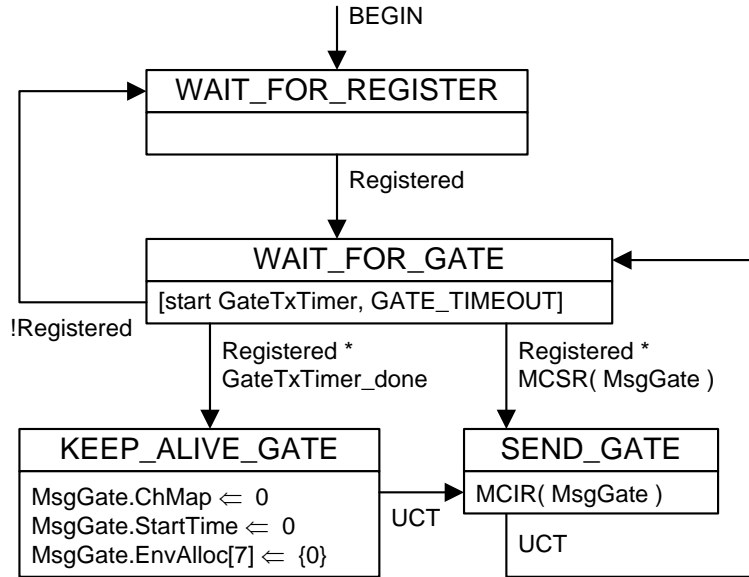 BEGIN
WAIT_FOR_REGISTER
Registered
WAIT_FOR_GATE
[start GateTxTimer, GATE_TIMEOUT]
!Registered
Registered *
GateTxTimer_done
Registered *
MCSR( MsgGate )
KEEP_ALIVE_GATE
MsgGate.ChMap ⇐ 0
MsgGate.StartTime ⇐ 0
MsgGate.EnvAlloc[7] ⇐ {0}
UCT
SEND_GATE
MCIR( MsgGate )
UCT